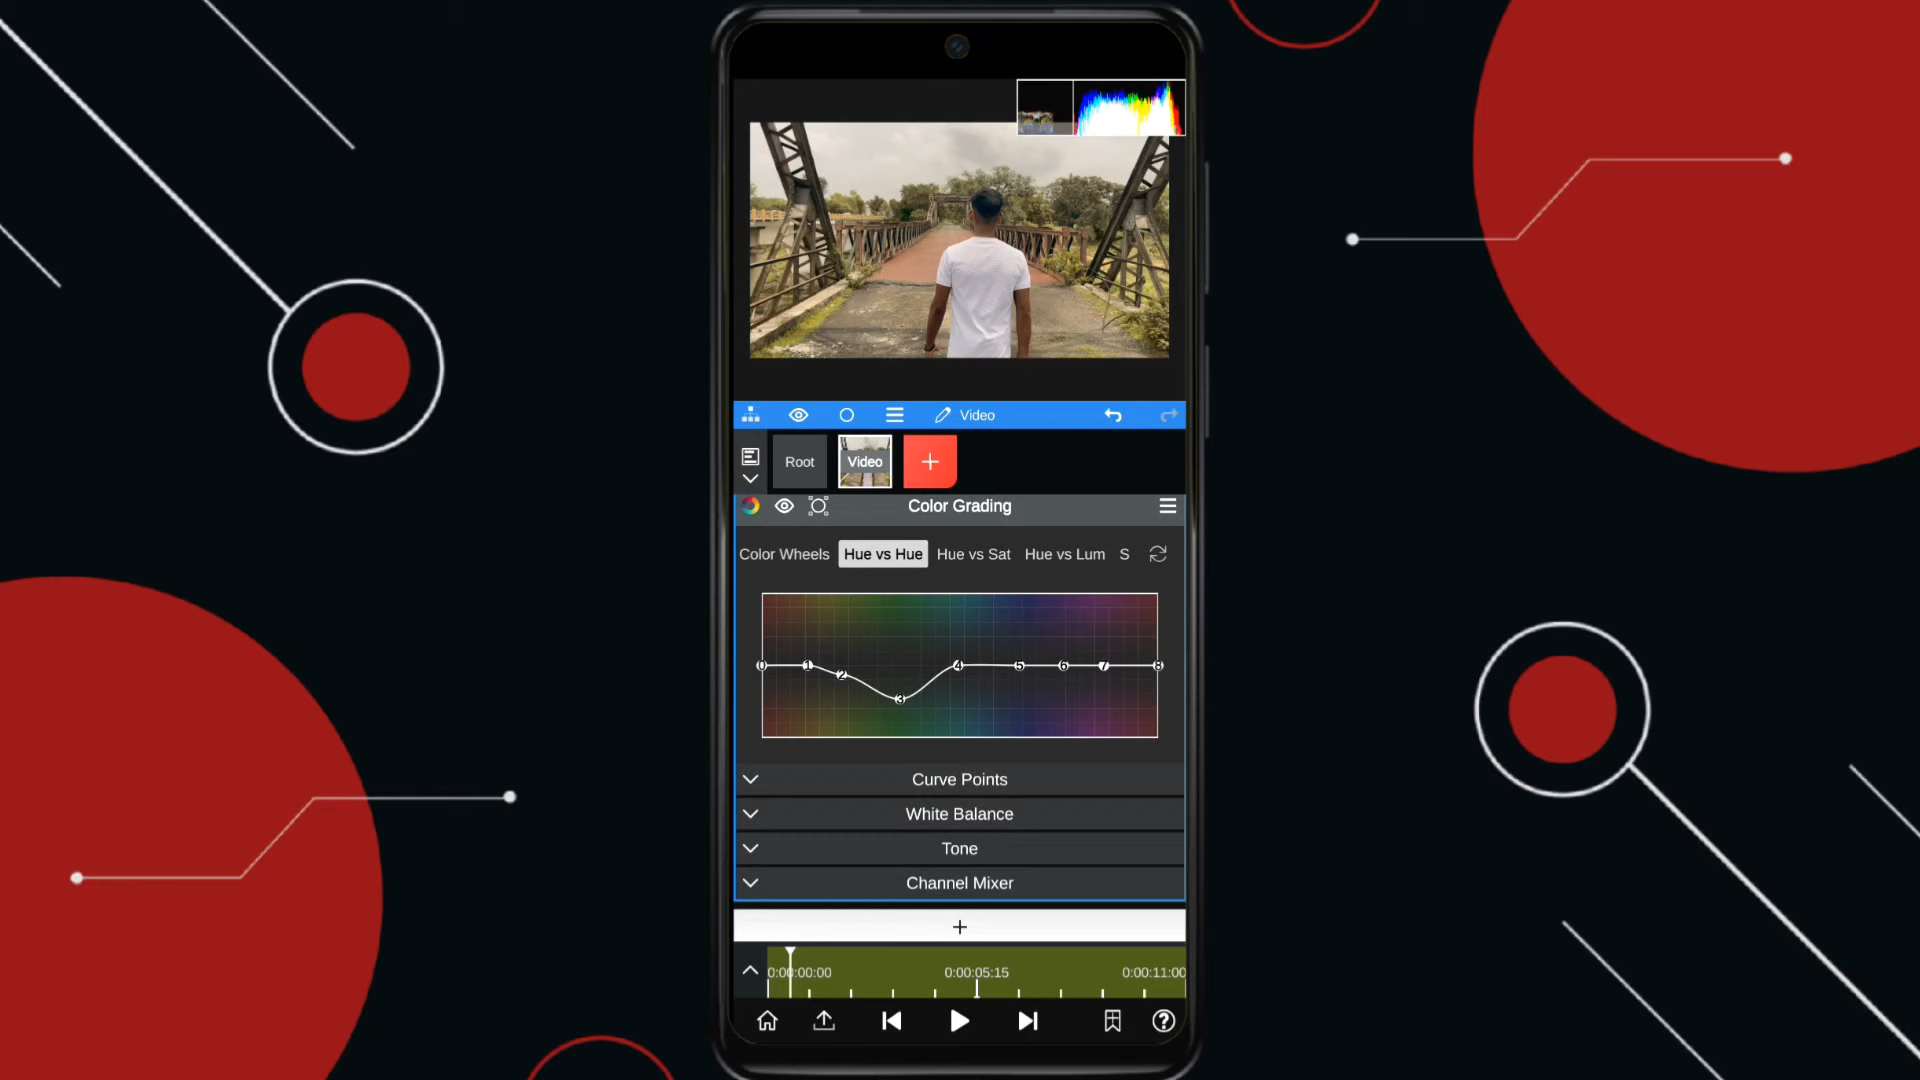 Video
Root
Video
Color Grading
Color Wheels Hue vs Hue Hue vs Sat Hue vs Lum S
0 1 2 3 4 5 6 7 8
Curve Points
White Balance
Tone
Channel Mixer
0:00:00:00 0:00:05:15 0:00:11:00